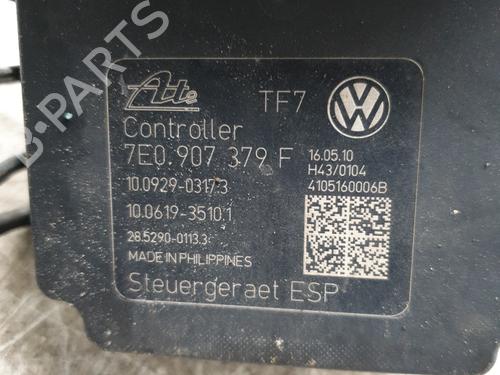 B-PARTS
Ate
TF7
Controller
7E0.907 379 F
16.05.10
H43/0104
10.0929-0317.3
4105160006B
10.0619-3510.1
28.5290-0113.3
MADE IN PHILIPPINES
Steuergeraet ESP